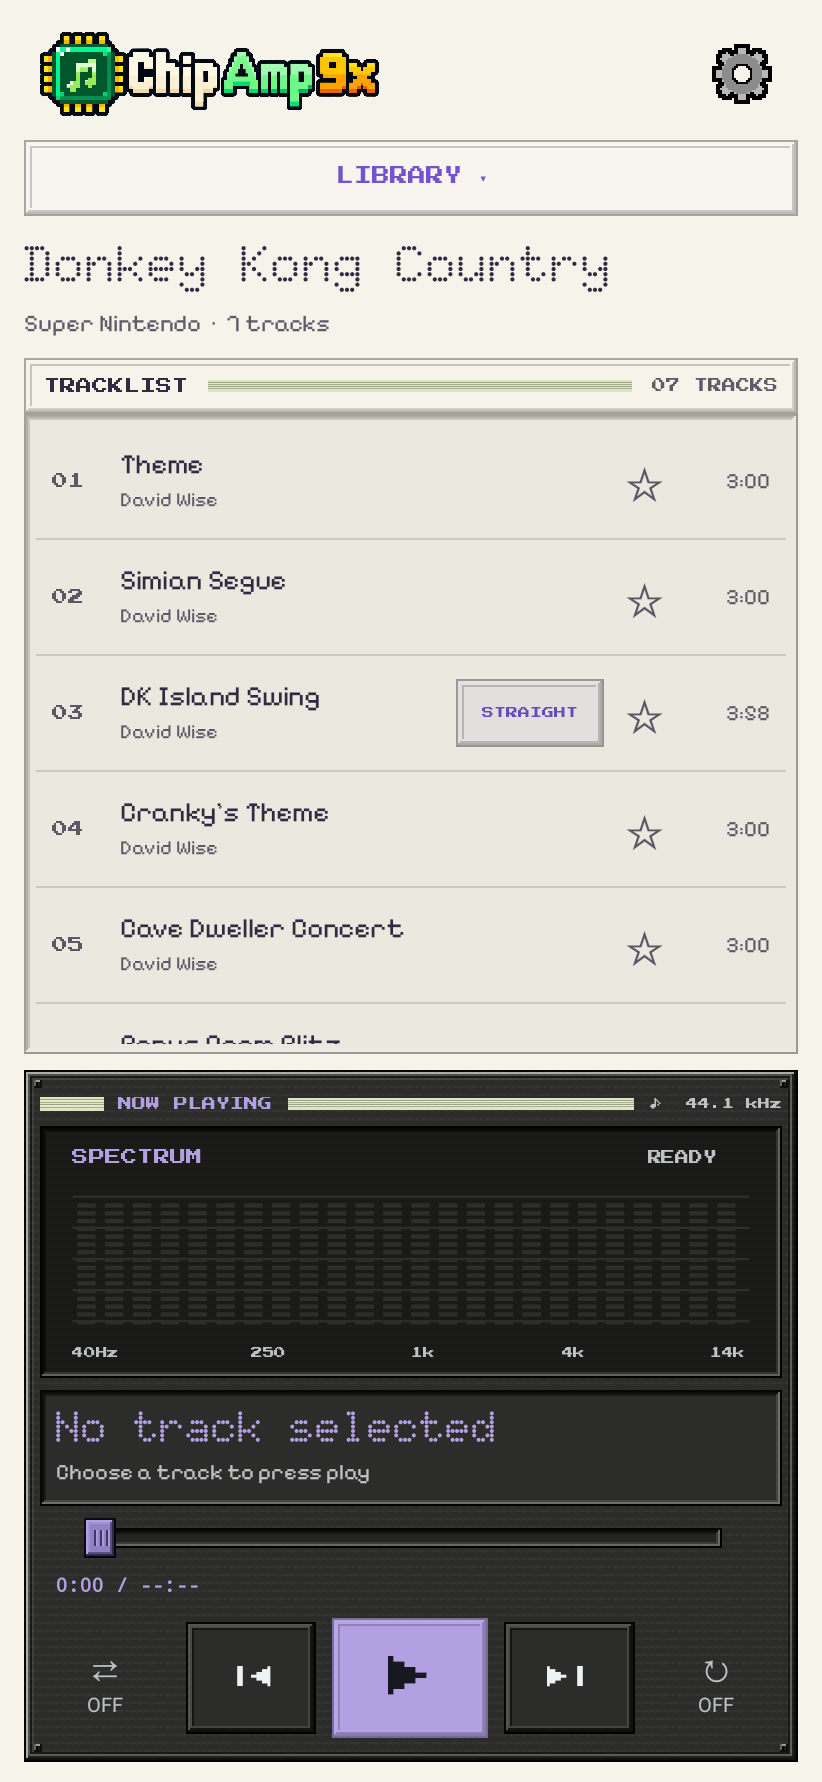 ChipAmp9x
LIBRARY ▾
Donkey Kong Country
Super Nintendo · 7 tracks
TRACKLIST 07 TRACKS
01 Theme ☆ 3:00
David Wise
02 Simian Segue ☆ 3:00
David Wise
03 DK Island Swing STRAIGHT ☆
David Wise
04 Cranky's Theme ☆ 3:00
David Wise
05 Cave Dweller Concert ☆ 3:00
David Wise
NOW PLAYING ♪ 44.1 kHz
SPECTRUM READY
40Hz 250 1k 4k 14k
No track selected
Choose a track to press play
0:00 / --:--
OFF OFF